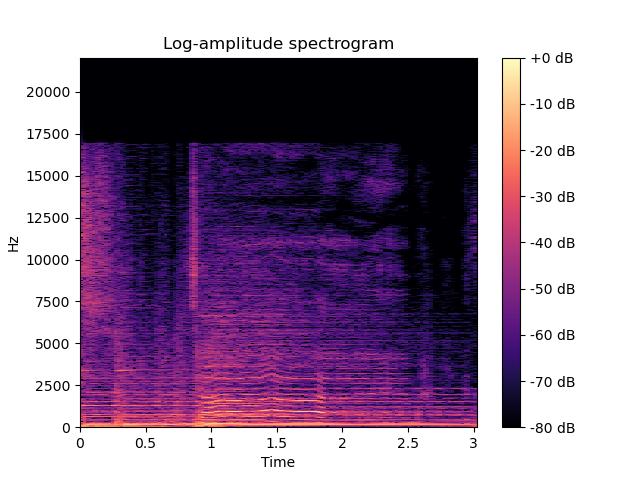 Log-amplitude spectrogram
Hz
20000
17500
15000
12500
10000
7500
5000
2500
0
0 0.5 1 1.5 2 2.5 3
Time
+0 dB
-10 dB
-20 dB
-30 dB
-40 dB
-50 dB
-60 dB
-70 dB
-80 dB